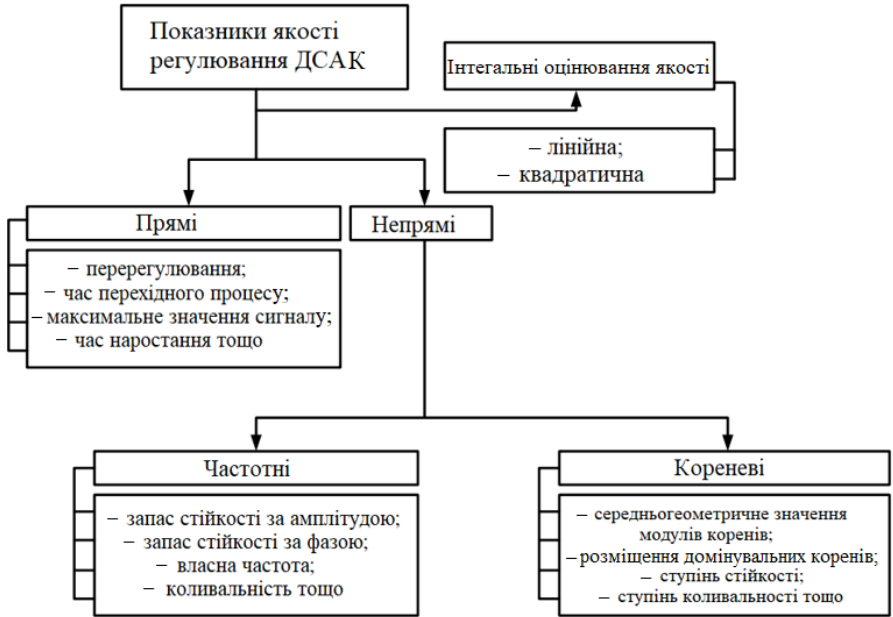 Показники якості
регулювання ДСАК
Інтегальні оцінювання якості
– лінійна;
– квадратична
Прямі
Непрямі
– перерегулювання;
– час перехідного процесу;
– максимальне значення сигналу;
– час наростання тощо
Частотні
Кореневі
– запас стійкості за амплітудою;
– запас стійкості за фазою;
– власна частота;
– коливальність тощо
– середньогеометричне значення
модулів коренів;
– розміщення домінувальних коренів;
– ступінь стійкості;
– ступінь коливальності тощо